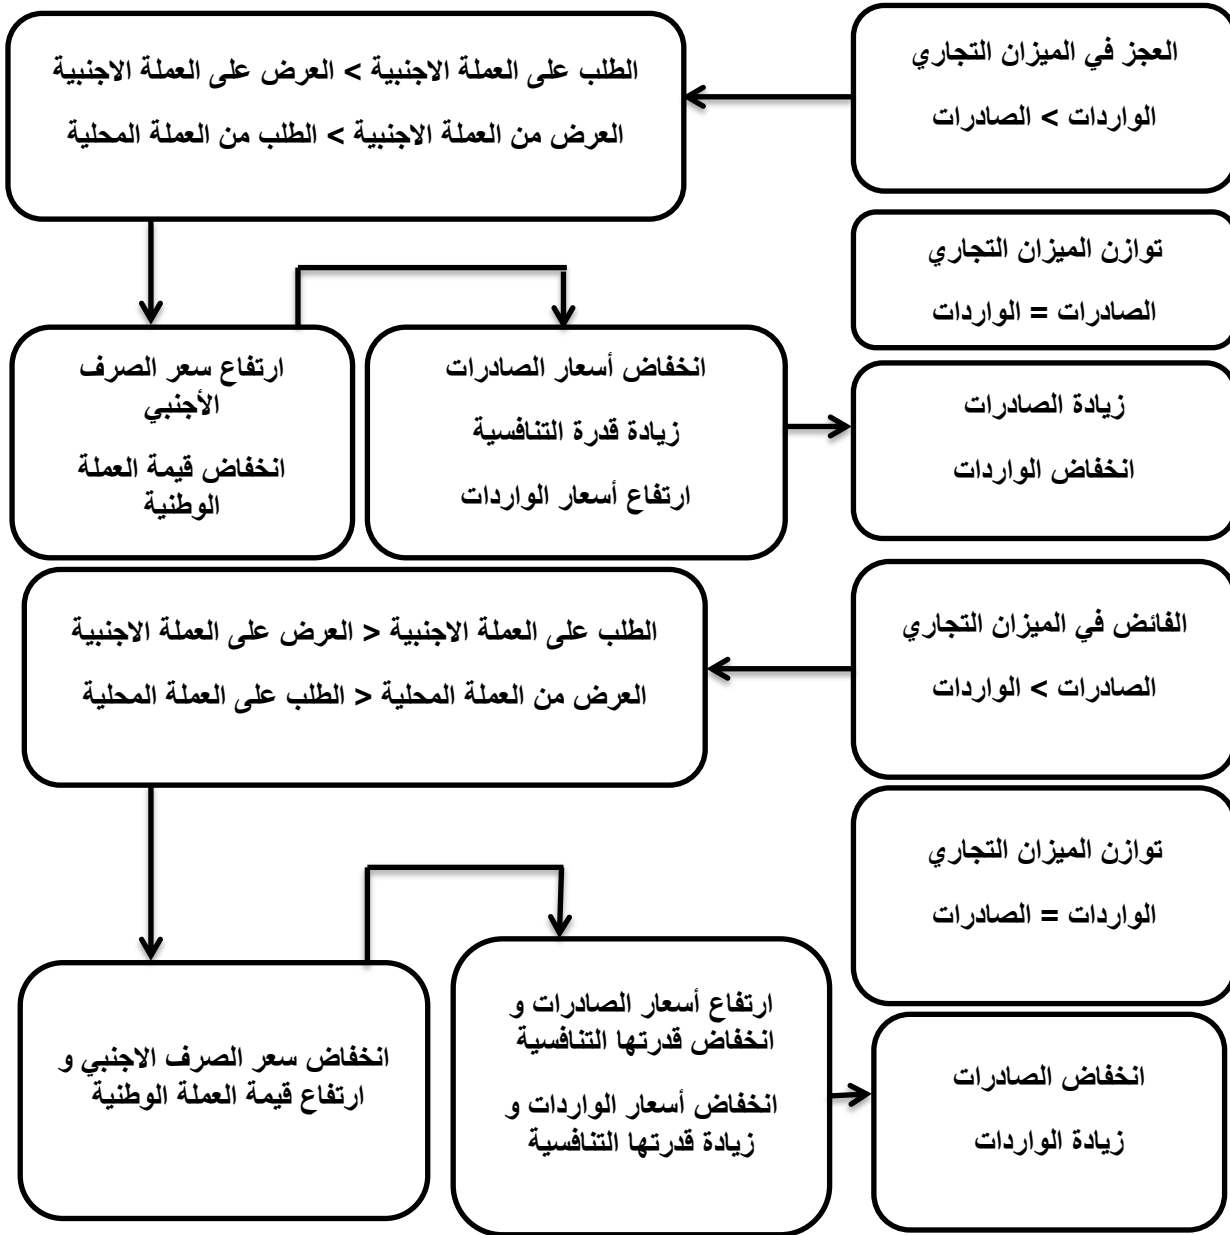 العجز في الميزان التجاري
الواردات > الصادرات
الطلب على العملة الاجنبية > العرض على العملة الاجنبية
العرض من العملة الاجنبية > الطلب من العملة المحلية
توازن الميزان التجاري
الصادرات = الواردات
ارتفاع سعر الصرف
الأجنبي
انخفاض قيمة العملة
الوطنية
انخفاض أسعار الصادرات
زيادة قدرة التنافسية
ارتفاع أسعار الواردات
زيادة الصادرات
انخفاض الواردات
الفائض في الميزان التجاري
الصادرات > الواردات
الطلب على العملة الاجنبية < العرض على العملة الاجنبية
العرض من العملة المحلية < الطلب على العملة المحلية
توازن الميزان التجاري
الواردات = الصادرات
انخفاض سعر الصرف الاجنبي و
ارتفاع قيمة العملة الوطنية
ارتفاع أسعار الصادرات و
انخفاض قدرتها التنافسية
انخفاض أسعار الواردات و
زيادة قدرتها التنافسية
انخفاض الصادرات
زيادة الواردات